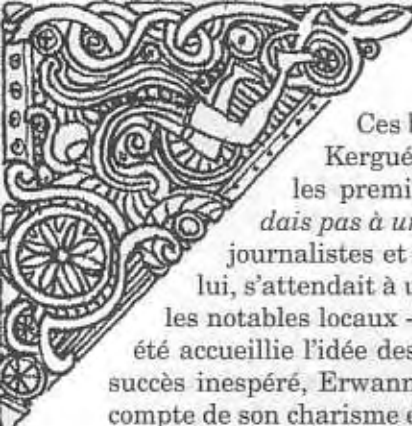 Ces
Kergué
les premi
dais pas à un
journalistes et
lui, s'attendait à u
les notables locaux -
été accueillie l'idée des
succès inespéré, Erwann
compte de son charisme e